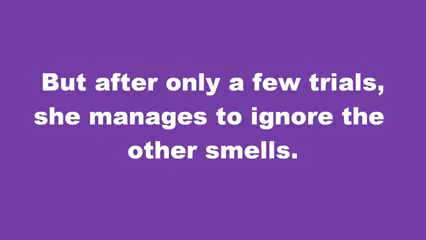 But after only a few trials,
she manages to ignore the
other smells.